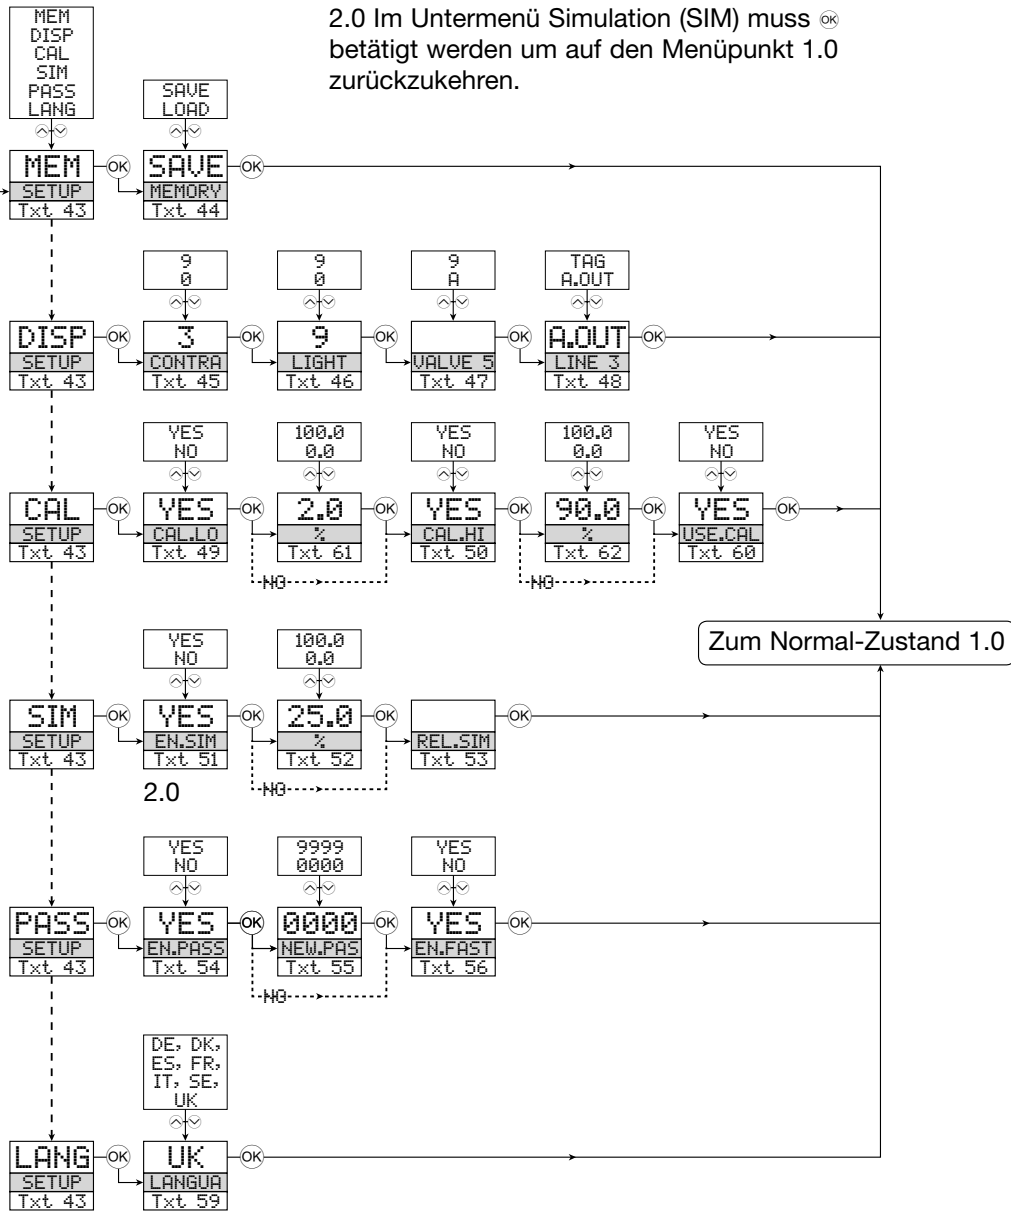 2.0 Im Untermenü Simulation (SIM) muss OK
betätigt werden um auf den Menüpunkt 1.0
zurückzukehren.
MEM
DISP
CAL
SIM
PASS
LANG
SAVE
LOAD
MEM OK SAVE OK
SETUP MEMORY
Txt 43 Txt 44
9 9 9 TAG
0 0 A A.OUT
DISP OK 3 OK 9 OK OK A.OUT OK
SETUP CONTRA LIGHT VALVE 5 LINE 3
Txt 43 Txt 45 Txt 46 Txt 47 Txt 48
YES 100.0 YES 100.0 YES
NO 0.0 NO 0.0 NO
CAL OK YES OK 2.0 OK YES OK 90.0 OK YES OK
SETUP CAL.LO % CAL.HI % USE.CAL
Txt 43 Txt 49 Txt 61 Txt 50 Txt 62 Txt 60
NO NO
Zum Normal-Zustand 1.0
YES 100.0
NO 0.0
SIM OK YES OK 25.0 OK OK
SETUP EN.SIM % REL.SIM
Txt 43 Txt 51 Txt 52 Txt 53
2.0 NO
YES 9999 YES
NO 0000 NO
PASS OK YES OK 0000 OK YES OK
SETUP EN.PASS NEW.PAS EN.FAST
Txt 43 Txt 54 Txt 55 Txt 56
NO
DE, DK,
ES, FR,
IT, SE,
UK
LANG OK UK OK
SETUP LANGUA
Txt 43 Txt 59